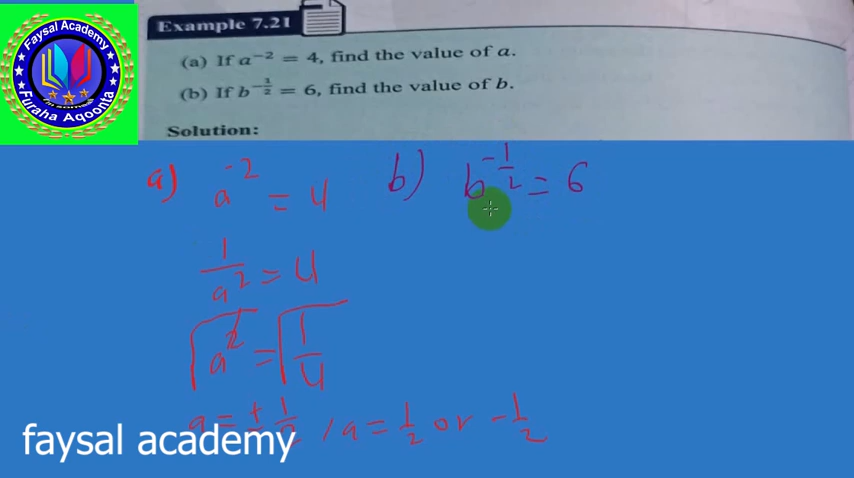 Faysal Academy
in somali
Furaha Aqoonta
Example 7.21
(a) If a⁻² = 4, find the value of a.
(b) If b^(-1/2) = 6, find the value of b.
Solution:
a) a⁻² = 4
1/a² = 4
√a² = √1/4
a = ± 1/2 / a = 1/2 or -1/2
b) b^(-1/2) = 6
faysal academy